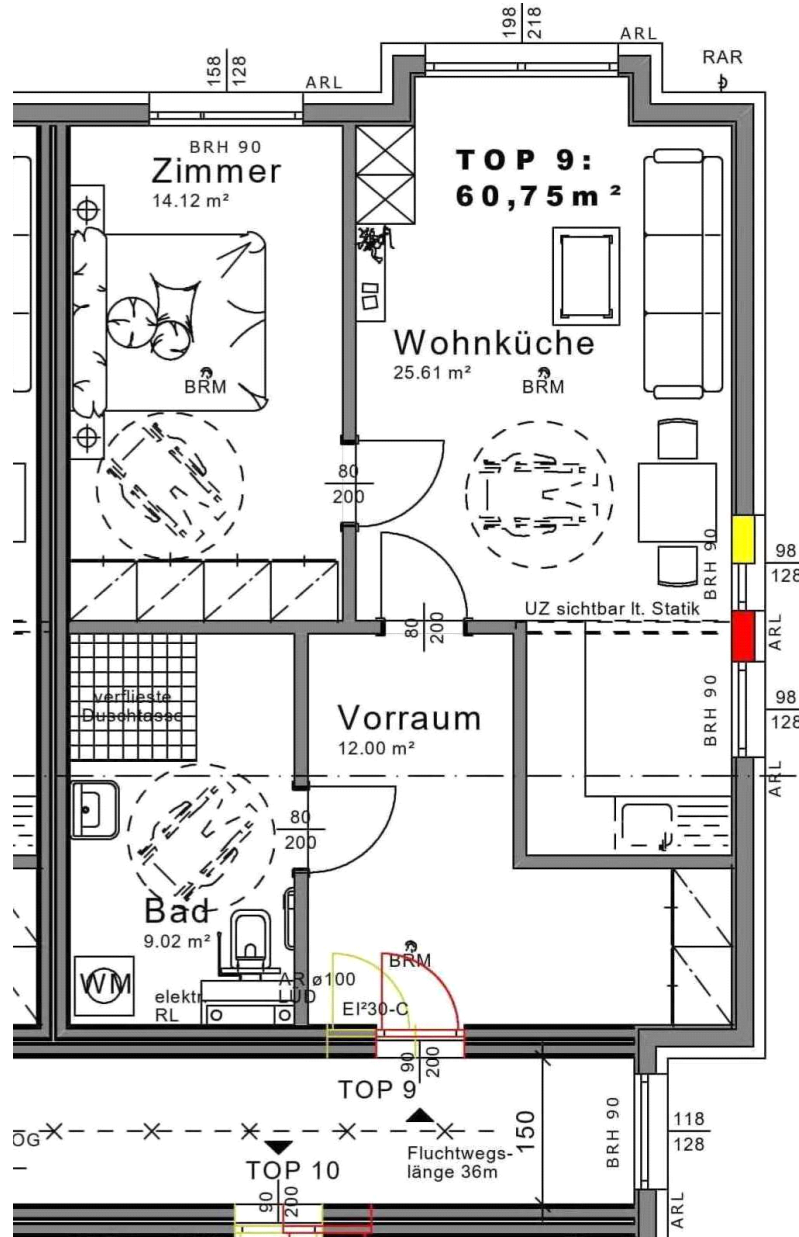 198
218
ARL
158
128
ARL
RAR
BRH 90
Zimmer
14.12 m²
TOP 9:
60,75m²
Wohnküche
25.61 m²
BRM
BRM
80
200
BRH 90
98
128
UZ sichtbar lt. Statik
80
200
ARL
verflieste
Duschtasse
Vorraum
12.00 m²
BRH 90
98
128
ARL
80
200
Bad
9.02 m²
BRM
WM
elektr.
RL
AR ø100
LÜD
EI²30-C
90
200
TOP 9
150
BRH 90
118
128
OG
Fluchtwegs-
länge 36m
TOP 10
90
200
ARL